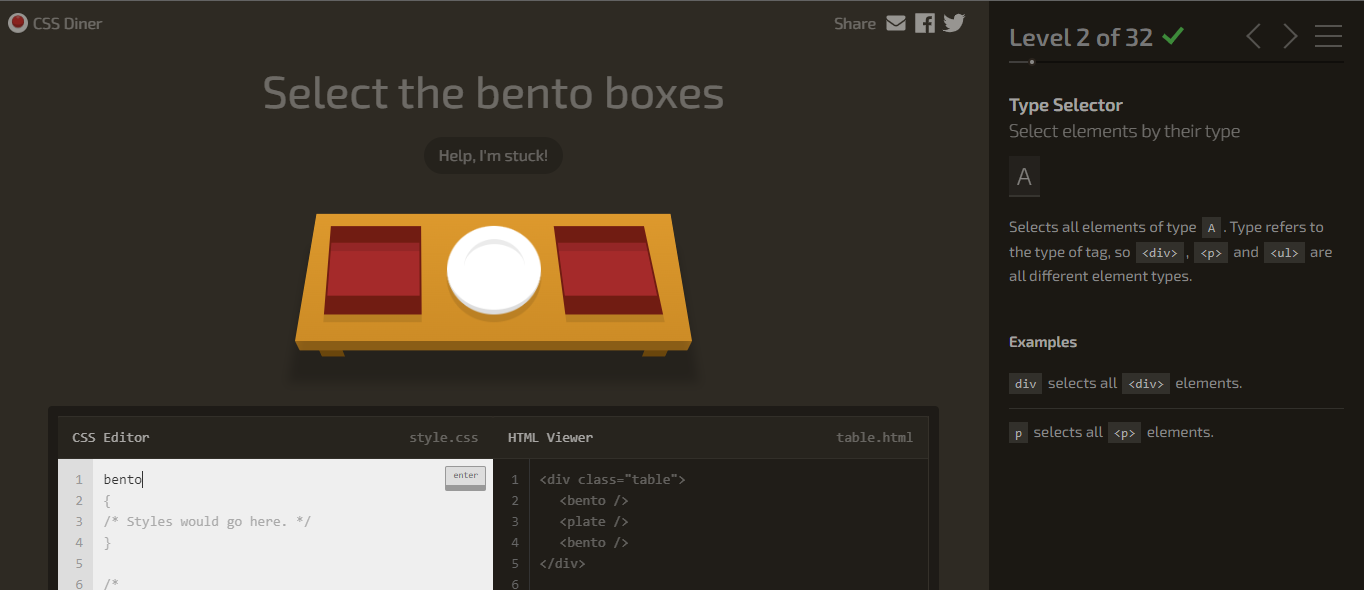 CSS Diner
Share
Select the bento boxes
Help, I'm stuck!
CSS Editor style.css
1 bento
2 {
3 /* Styles would go here. */
4 }
5
6 /*
enter
HTML Viewer table.html
1 <div class="table">
2 <bento />
3 <plate />
4 <bento />
5 </div>
6
Level 2 of 32
Type Selector
Select elements by their type
A
Selects all elements of type A . Type refers to
the type of tag, so <div> , <p> and <ul> are
all different element types.
Examples
div selects all <div> elements.
p selects all <p> elements.